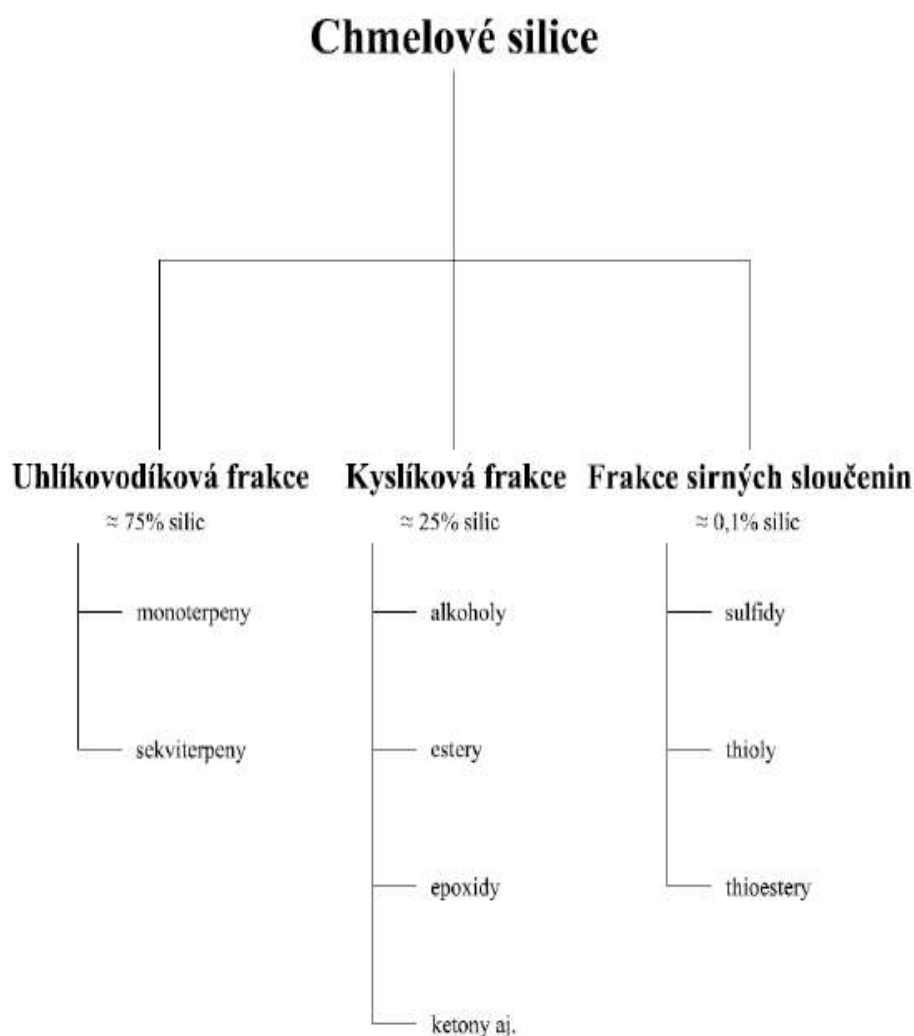 Chmelové silice
Uhlíkovodíková frakce
≈ 75% silic
monoterpeny
sekviterpeny
Kyslíková frakce
≈ 25% silic
alkoholy
estery
epoxidy
ketony aj.
Frakce sirných sloučenin
≈ 0,1% silic
sulfidy
thioly
thioestery